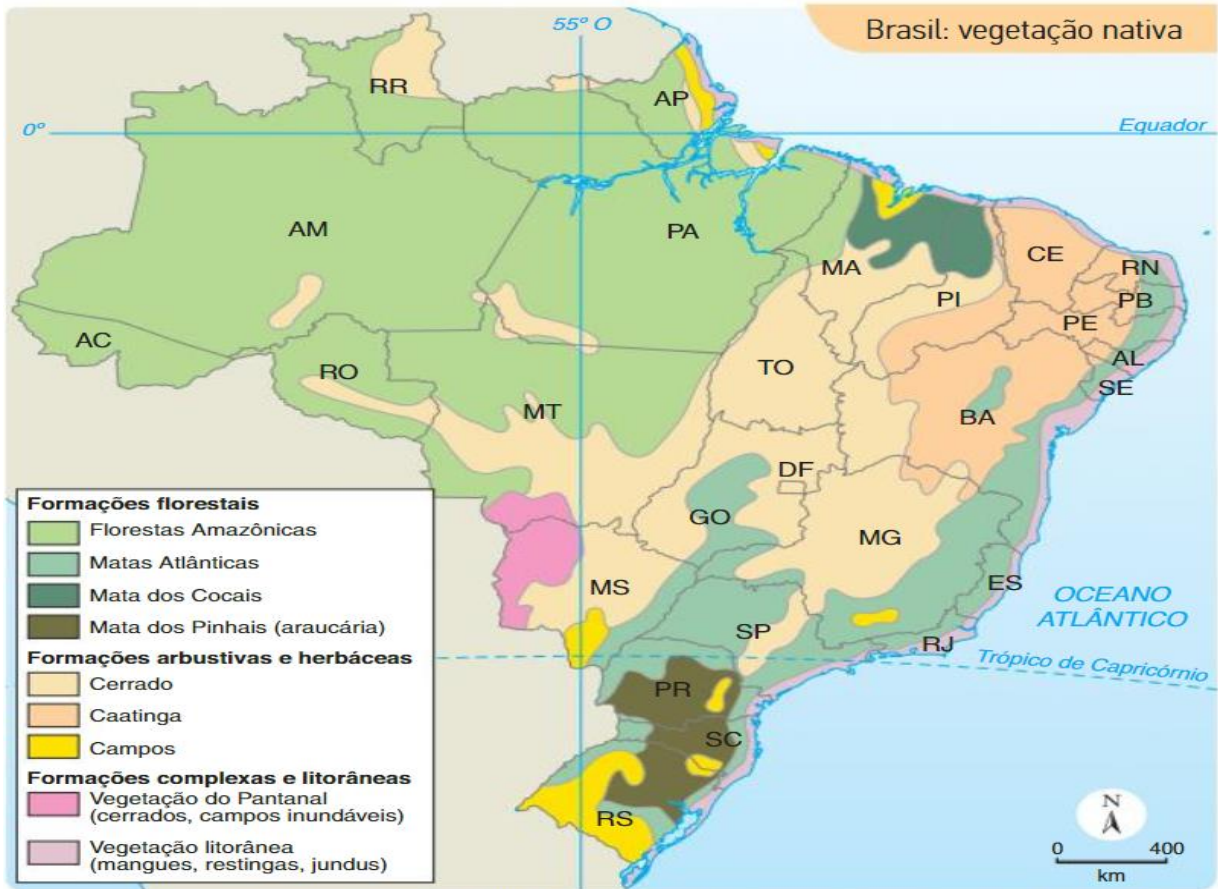 Brasil: vegetação nativa
55° O
RR
AP
0°
Equador
AM
PA
MA
CE
RN
PB
PI
PE
AC
AL
SE
RO
TO
MT
BA
DF
GO
MG
MS
ES
OCEANO
ATLÂNTICO
SP
RJ
Trópico de Capricórnio
PR
SC
RS
Formações florestais
Florestas Amazônicas
Matas Atlânticas
Mata dos Cocais
Mata dos Pinhais (araucária)
Formações arbustivas e herbáceas
Cerrado
Caatinga
Campos
Formações complexas e litorâneas
Vegetação do Pantanal
(cerrados, campos inundáveis)
Vegetação litorânea
(mangues, restingas, jundus)
N
0 400
km